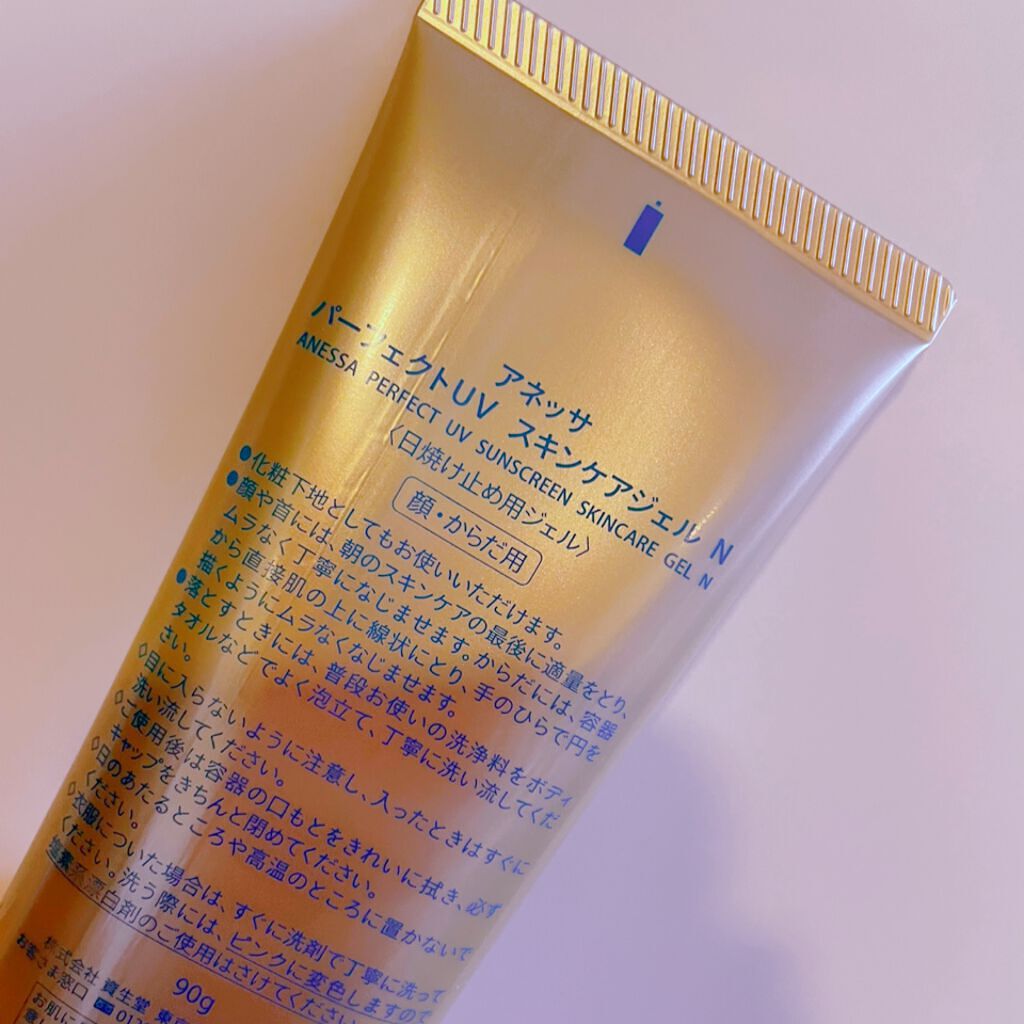 アネッサ
パーフェクトUV スキンケアジェル N
ANESSA PERFECT UV SUNSCREEN SKINCARE GEL N
〈日焼け止め用ジェル〉
顔・からだ用
●化粧下地としてもお使いいただけます。
●顔や首には、朝のスキンケアの最後に適量をとり、
ムラなく丁寧になじませます。からだには、容器
から直接肌の上に線状にとり、手のひらで円を
描くようにムラなくなじませます。
●落とすときには、普段お使いの洗浄料をボディ
タオルなどでよく泡立て、丁寧に洗い流してくだ
さい。
◊目に入らないように注意し、入ったときはすぐに
洗い流してください。
◊ご使用後は容器の口もとをきれいに拭き、必ず
キャップをきちんと閉めてください。
◊日のあたるところや高温のところに置かないで
ください。
◊衣服についた場合は、すぐに洗剤で丁寧に洗って
ください。洗う際には、ピンクに変色しますので
塩素系漂白剤のご使用はさけてください
90g
株式会社 資生堂 東京
お客さま窓口 012
お肌に